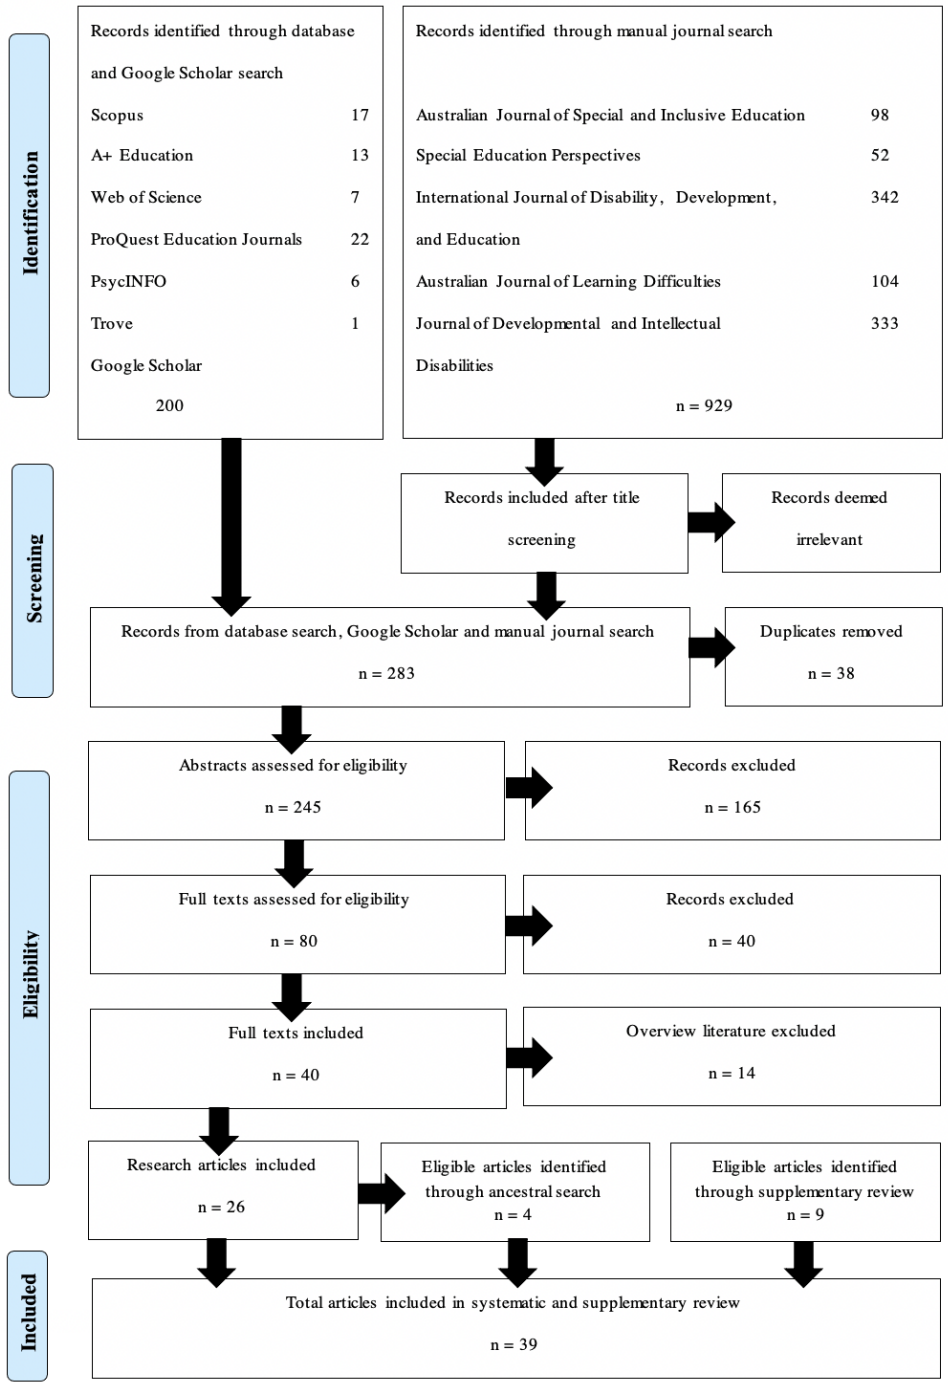 Identification
Records identified through database
and Google Scholar search
Scopus 17
A+ Education 13
Web of Science 7
ProQuest Education Journals 22
PsycINFO 6
Trove 1
Google Scholar
200
Records identified through manual journal search
Australian Journal of Special and Inclusive Education 98
Special Education Perspectives 52
International Journal of Disability, Development, 342
and Education
Australian Journal of Learning Difficulties 104
Journal of Developmental and Intellectual 333
Disabilities
n = 929
Screening
Records included after title
screening
Records deemed
irrelevant
Records from database search, Google Scholar and manual journal search
n = 283
Duplicates removed
n = 38
Eligibility
Abstracts assessed for eligibility
n = 245
Records excluded
n = 165
Full texts assessed for eligibility
n = 80
Records excluded
n = 40
Full texts included
n = 40
Overview literature excluded
n = 14
Research articles included
n = 26
Eligible articles identified
through ancestral search
n = 4
Eligible articles identified
through supplementary review
n = 9
Included
Total articles included in systematic and supplementary review
n = 39